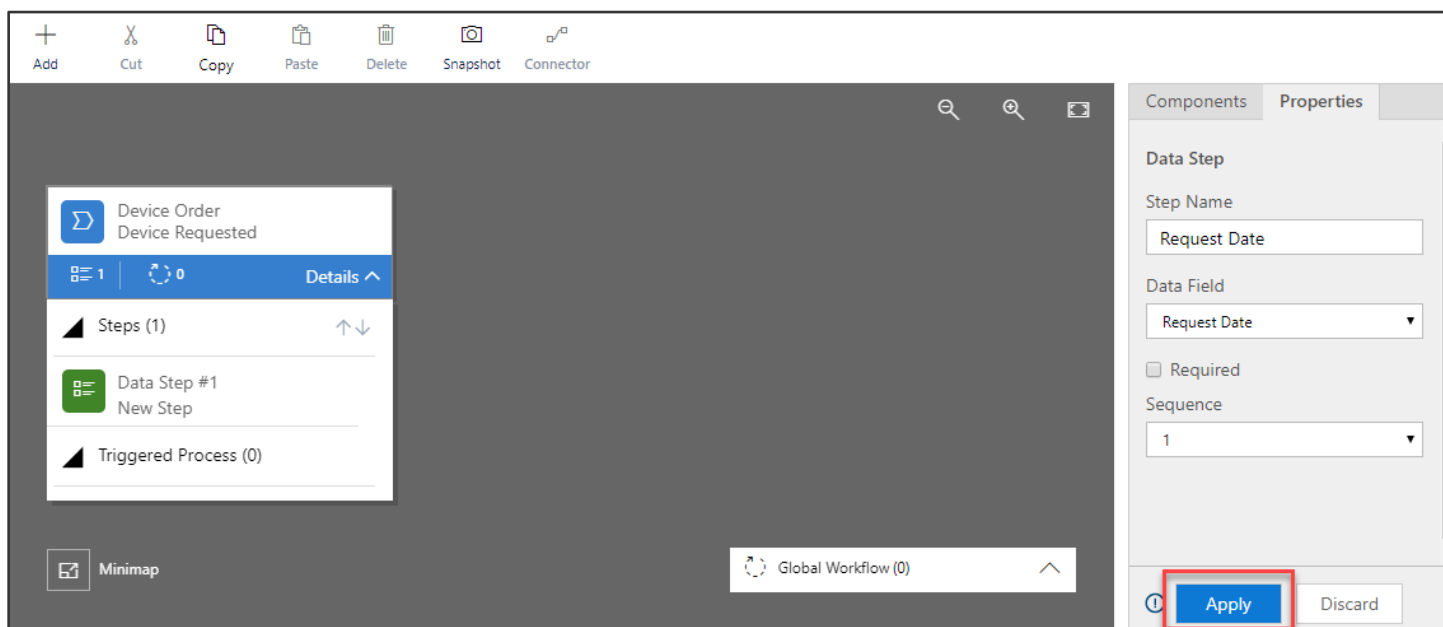 Add Cut Copy Paste Delete Snapshot Connector
Components Properties
Data Step
Step Name
Request Date
Data Field
Request Date
Required
Sequence
1
Apply Discard
Device Order
Device Requested
1 0 Details
Steps (1)
Data Step #1
New Step
Triggered Process (0)
Minimap
Global Workflow (0)